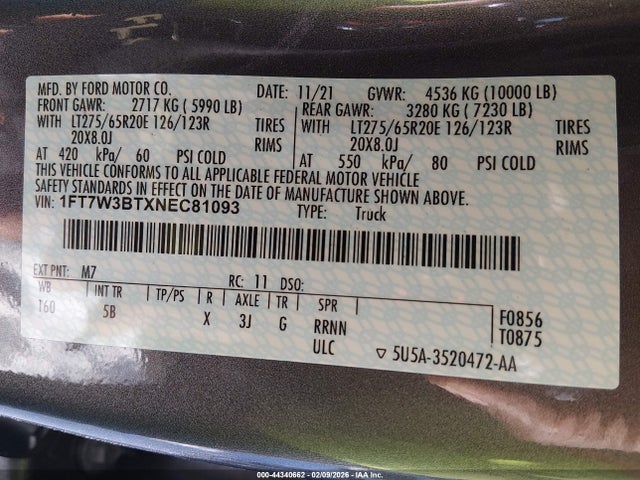 MFD. BY FORD MOTOR CO. DATE: 11/21 GVWR: 4536 KG (10000 LB)
FRONT GAWR: 2717 KG ( 5990 LB) REAR GAWR: 3280 KG ( 7230 LB)
WITH LT275/65R20E 126/123R TIRES WITH LT275/65R20E 126/123R TIRES
20X8.0J RIMS 20X8.0J RIMS
AT 420 kPa/ 60 PSI COLD AT 550 kPa/ 80 PSI COLD
THIS VEHICLE CONFORMS TO ALL APPLICABLE FEDERAL MOTOR VEHICLE
SAFETY STANDARDS IN EFFECT ON THE DATE OF MANUFACTURE SHOWN ABOVE.
VIN: 1FT7W3BTXNEC81093 TYPE: Truck
EXT PNT: M7 RC: 11 DSO:
WB INT TR TP/PS R AXLE TR SPR
160 5B X 3J G RRNN F0856
ULC T0875
▽ 5U5A-3520472-AA
000-44340662 - 02/09/2026 - COPYRIGHT IAA, LLC